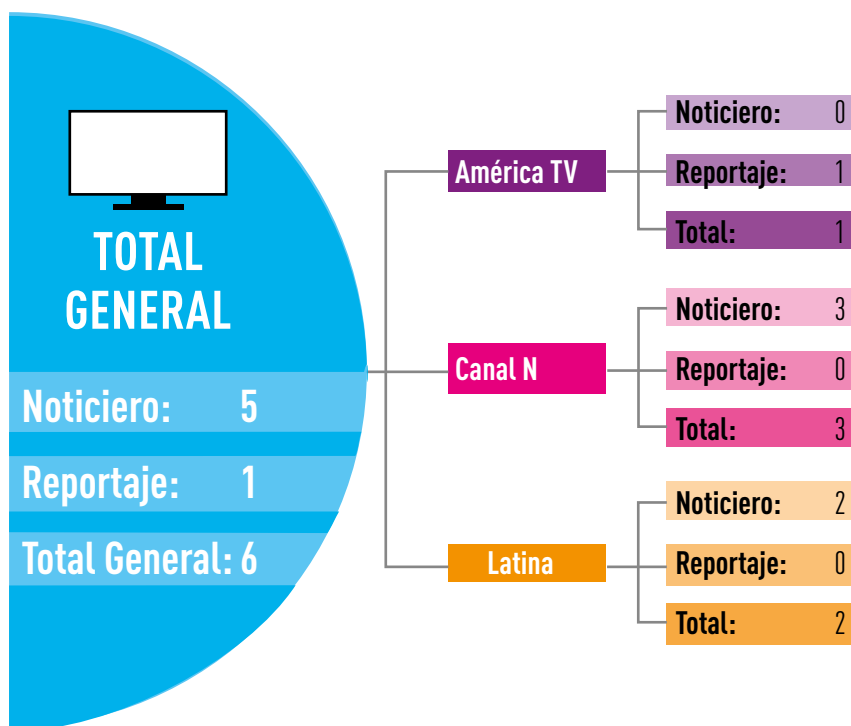 TOTAL
GENERAL
Noticiero: 5
Reportaje: 1
Total General: 6
América TV
Noticiero: 0
Reportaje: 1
Total: 1
Canal N
Noticiero: 3
Reportaje: 0
Total: 3
Latina
Noticiero: 2
Reportaje: 0
Total: 2